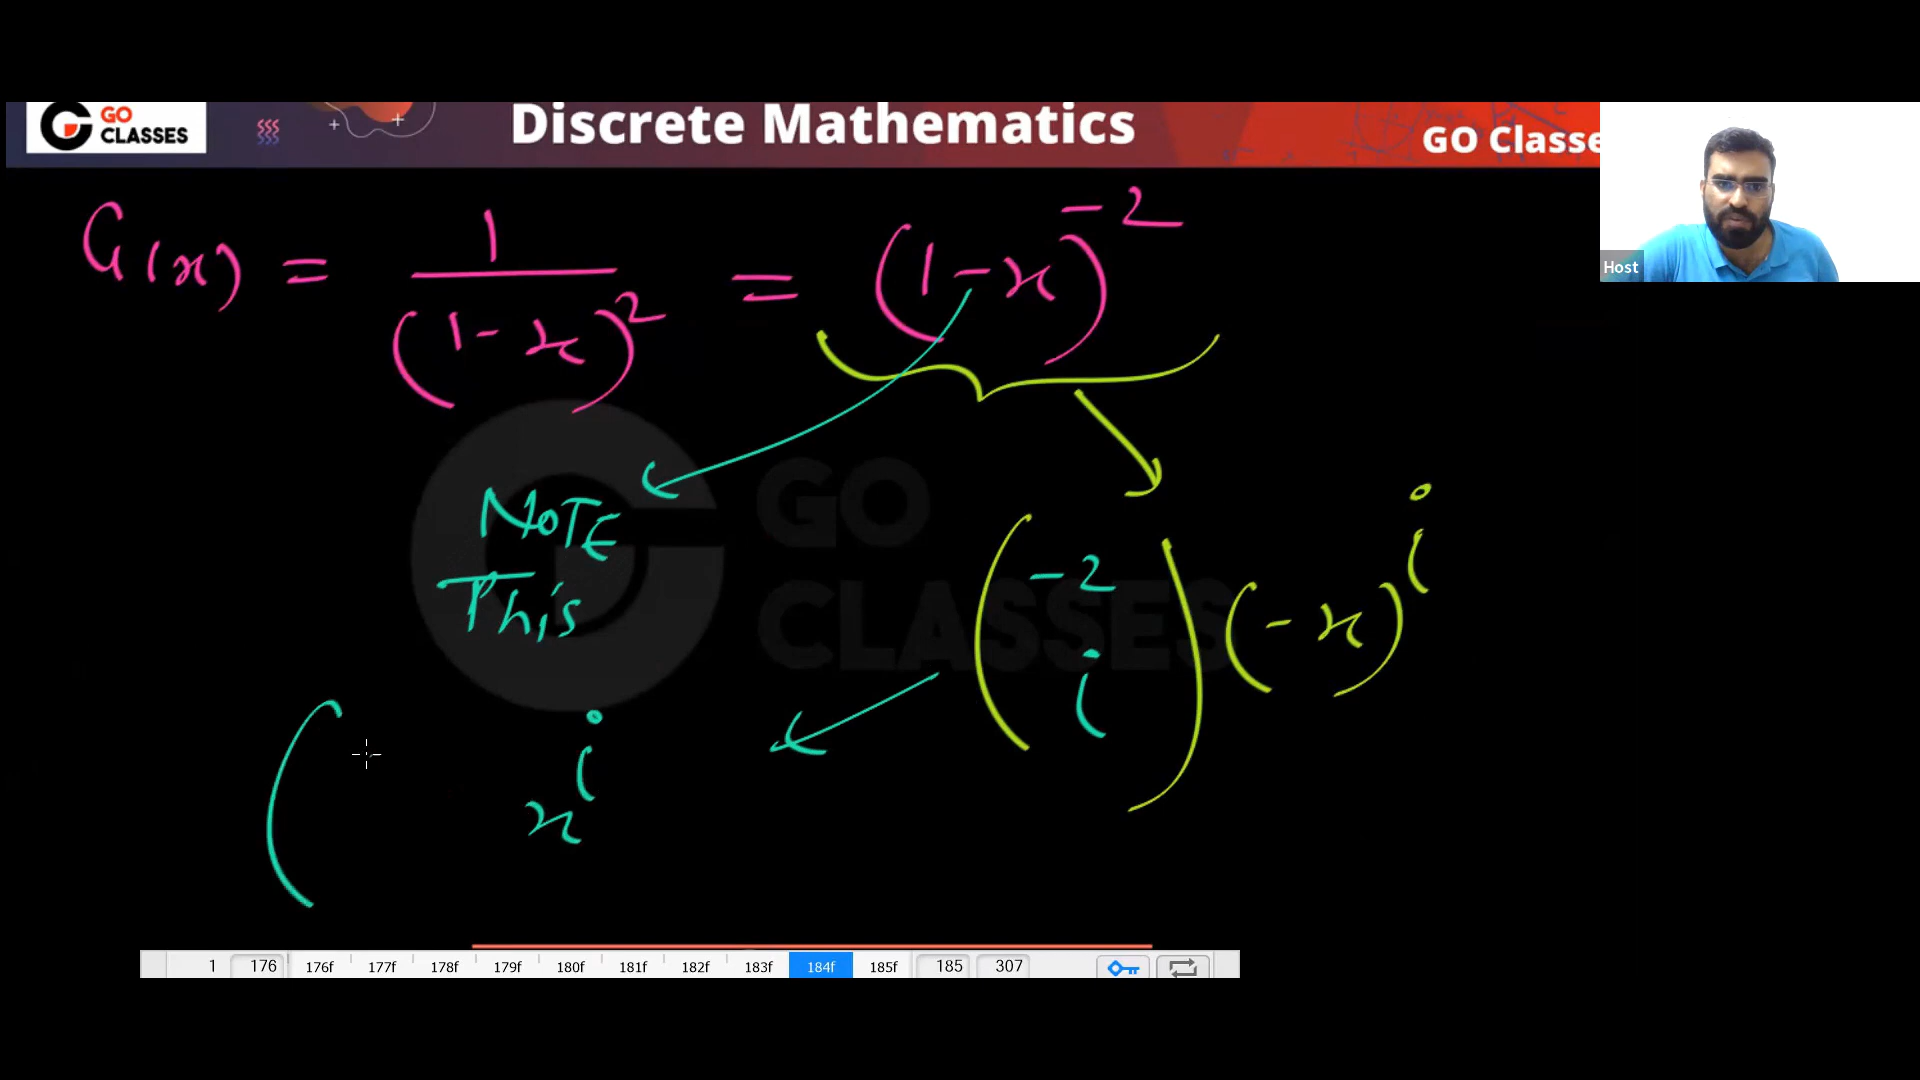 GO
CLASSES
Discrete Mathematics
GO Classe
Host
G(x) = 1 / (1-x)^2 = (1-x)^-2
NOTE
This
GO
CLASSES
(-2 i) (-x)^i
( x^i
1 176 176f 177f 178f 179f 180f 181f 182f 183f 184f 185f 185 307